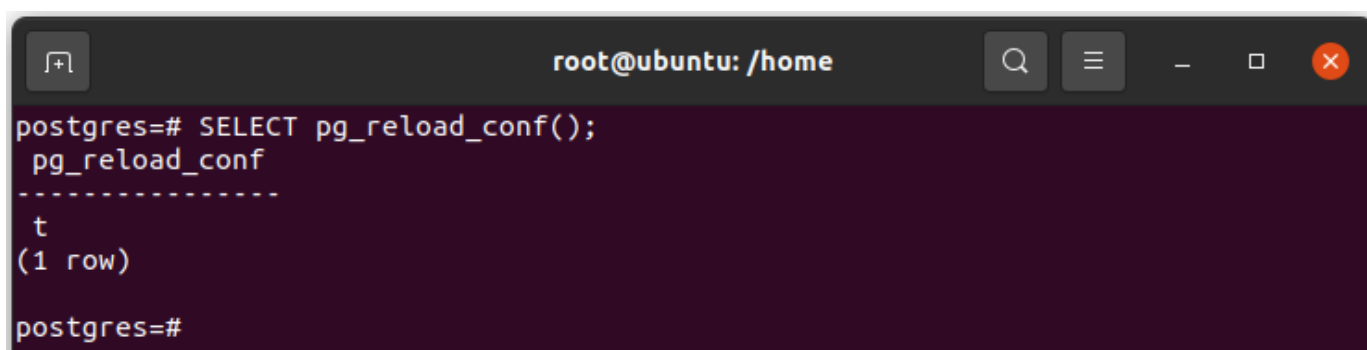 root@ubuntu: /home
postgres=# SELECT pg_reload_conf();
 pg_reload_conf
----------------
 t
(1 row)
postgres=#